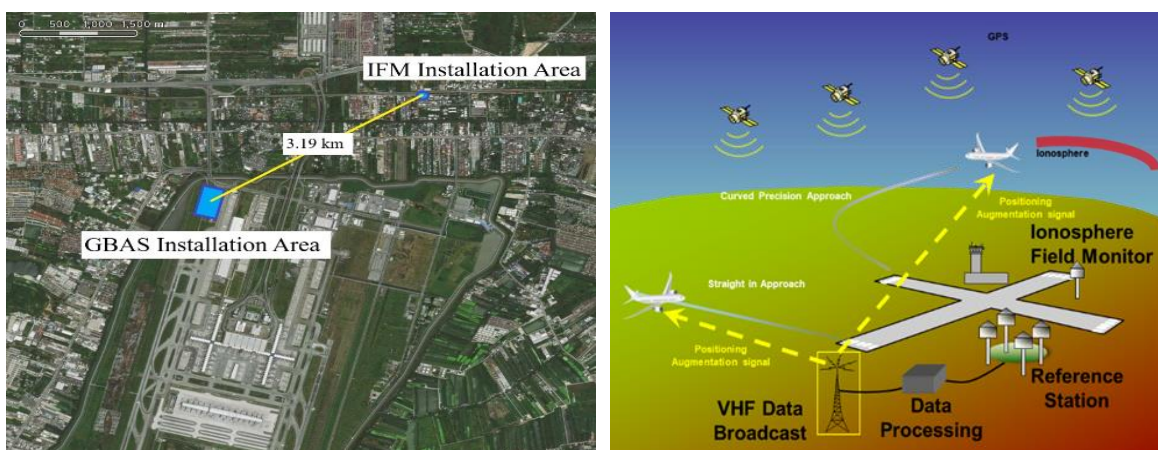 0 500 1,000 1,500 m
IFM Installation Area
3.19 km
GBAS Installation Area
GPS
Ionosphere
Curved Precision Approach
Positioning
Augmentation signal
Ionosphere
Field Monitor
Straight in Approach
Positioning
Augmentation signal
VHF Data
Broadcast
Data
Processing
Reference
Station